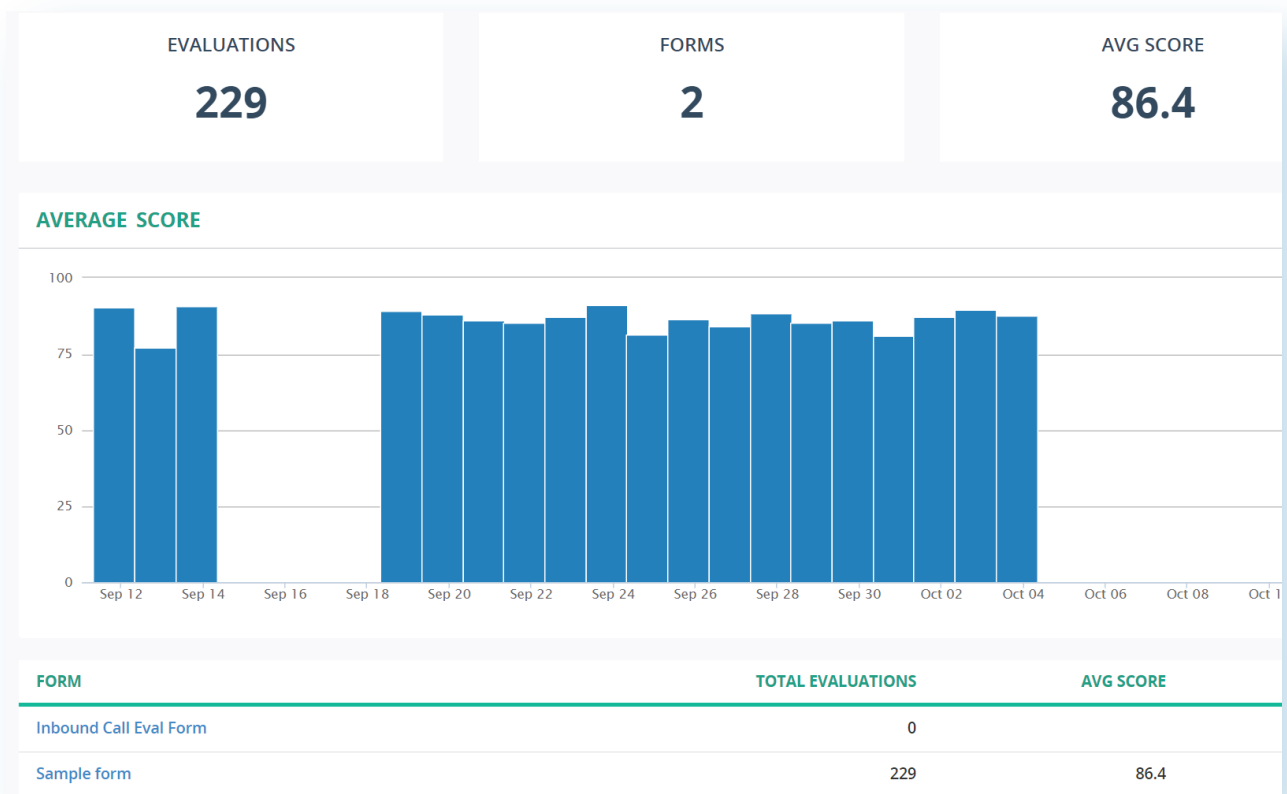 EVALUATIONS FORMS AVG SCORE
229 2 86.4
AVERAGE SCORE
100
75
50
25
0
Sep 12 Sep 14 Sep 16 Sep 18 Sep 20 Sep 22 Sep 24 Sep 26 Sep 28 Sep 30 Oct 02 Oct 04 Oct 06 Oct 08 Oct 1
FORM TOTAL EVALUATIONS AVG SCORE
Inbound Call Eval Form 0
Sample form 229 86.4